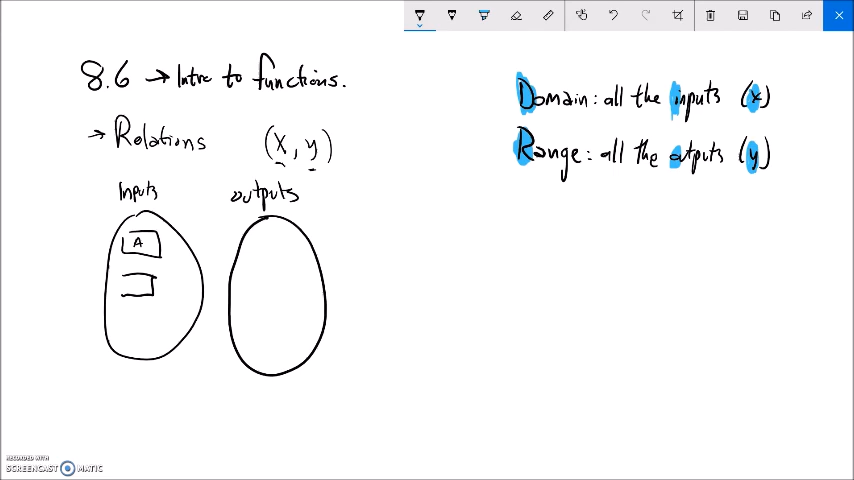 8.6 → Intro to functions.
→ Relations (x, y)
Inputs outputs
A
Domain: all the inputs (x)
Range: all the outputs (y)
RECORDED WITH
SCREENCAST MATIC